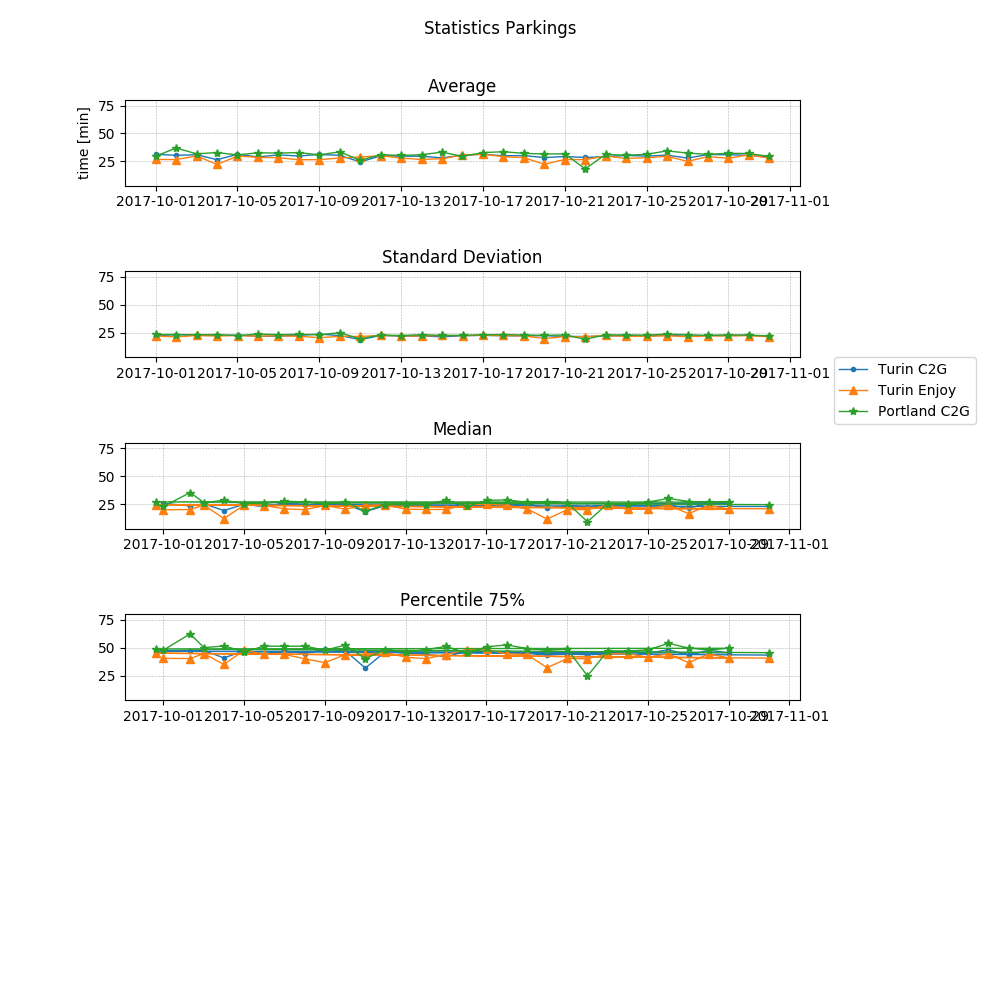 Statistics Parkings
Average
time [min]
75
50
25
2017-10-01 2017-10-05 2017-10-09 2017-10-13 2017-10-17 2017-10-21 2017-10-25 2017-10-29 2017-11-01
Standard Deviation
75
50
25
2017-10-01 2017-10-05 2017-10-09 2017-10-13 2017-10-17 2017-10-21 2017-10-25 2017-10-29 2017-11-01
Turin C2G
Turin Enjoy
Portland C2G
Median
75
50
25
2017-10-01 2017-10-05 2017-10-09 2017-10-13 2017-10-17 2017-10-21 2017-10-25 2017-10-29 2017-11-01
Percentile 75%
75
50
25
2017-10-01 2017-10-05 2017-10-09 2017-10-13 2017-10-17 2017-10-21 2017-10-25 2017-10-29 2017-11-01